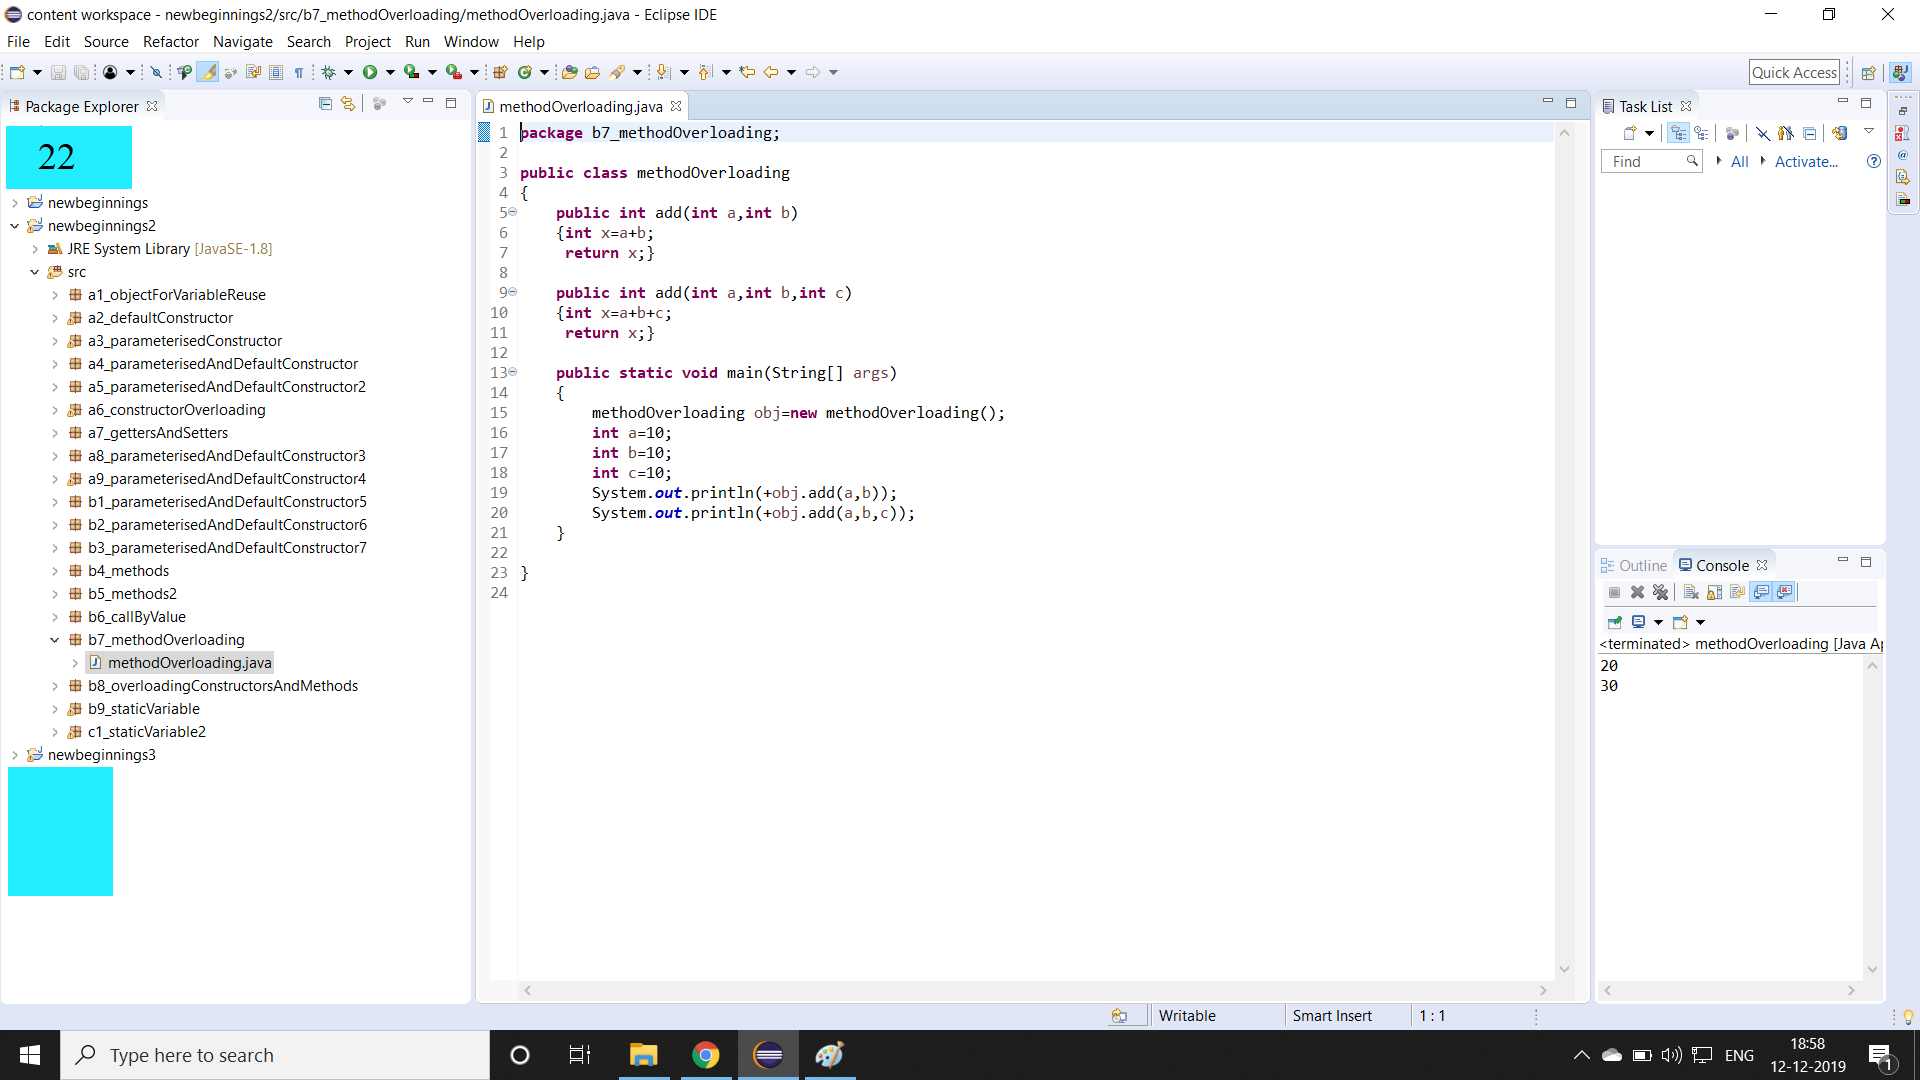 content workspace - newbeginnings2/src/b7_methodOverloading/methodOverloading.java - Eclipse IDE
File Edit Source Refactor Navigate Search Project Run Window Help
Quick Access
Package Explorer
22
newbeginnings
newbeginnings2
JRE System Library [JavaSE-1.8]
src
a1_objectForVariableReuse
a2_defaultConstructor
a3_parameterisedConstructor
a4_parameterisedAndDefaultConstructor
a5_parameterisedAndDefaultConstructor2
a6_constructorOverloading
a7_gettersAndSetters
a8_parameterisedAndDefaultConstructor3
a9_parameterisedAndDefaultConstructor4
b1_parameterisedAndDefaultConstructor5
b2_parameterisedAndDefaultConstructor6
b3_parameterisedAndDefaultConstructor7
b4_methods
b5_methods2
b6_callByValue
b7_methodOverloading
methodOverloading.java
b8_overloadingConstructorsAndMethods
b9_staticVariable
c1_staticVariable2
newbeginnings3
methodOverloading.java
1 package b7_methodOverloading;
2
3 public class methodOverloading
4 {
5     public int add(int a,int b)
6     {int x=a+b;
7      return x;}
8
9     public int add(int a,int b,int c)
10     {int x=a+b+c;
11      return x;}
12
13     public static void main(String[] args)
14     {
15         methodOverloading obj=new methodOverloading();
16         int a=10;
17         int b=10;
18         int c=10;
19         System.out.println(+obj.add(a,b));
20         System.out.println(+obj.add(a,b,c));
21     }
22
23 }
24
Task List
Find All Activate...
Outline Console
<terminated> methodOverloading [Java Ap
20
30
Writable Smart Insert 1 : 1
Type here to search
ENG
18:58
12-12-2019
1